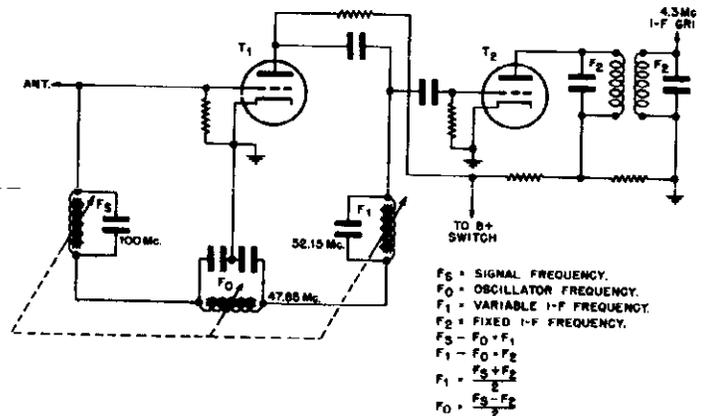 4.3 Mc
I-F GRI
T1
T2
F2
F2
ANT.
FS
100 Mc.
F1
52.15 Mc.
FO
47.85 Mc.
TO B+
SWITCH
FS = SIGNAL FREQUENCY.
FO = OSCILLATOR FREQUENCY.
F1 = VARIABLE I-F FREQUENCY.
F2 = FIXED I-F FREQUENCY.
FS - FO = F1
F1 - FO = F2
F1 = FS + F2
2
FO = FS - F2
2